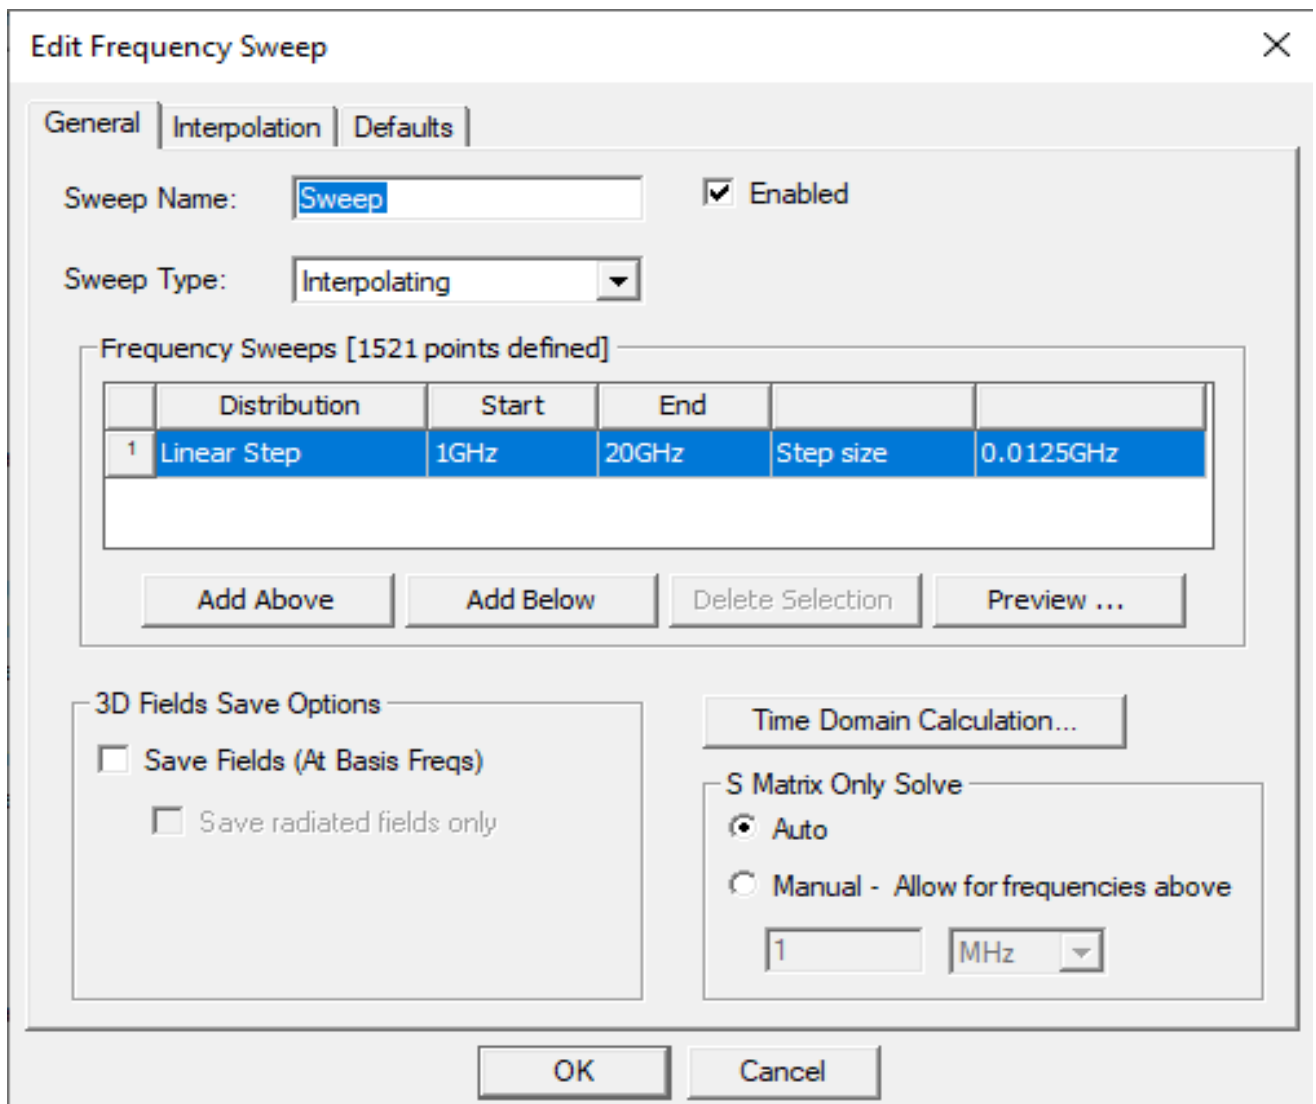 Edit Frequency Sweep
General Interpolation Defaults
Sweep Name: Sweep Enabled
Sweep Type: Interpolating
Frequency Sweeps [1521 points defined]
Distribution Start End
1 Linear Step 1GHz 20GHz Step size 0.0125GHz
Add Above Add Below Delete Selection Preview ...
3D Fields Save Options
Save Fields (At Basis Freqs)
Save radiated fields only
Time Domain Calculation...
S Matrix Only Solve
Auto
Manual - Allow for frequencies above
1 MHz
OK Cancel